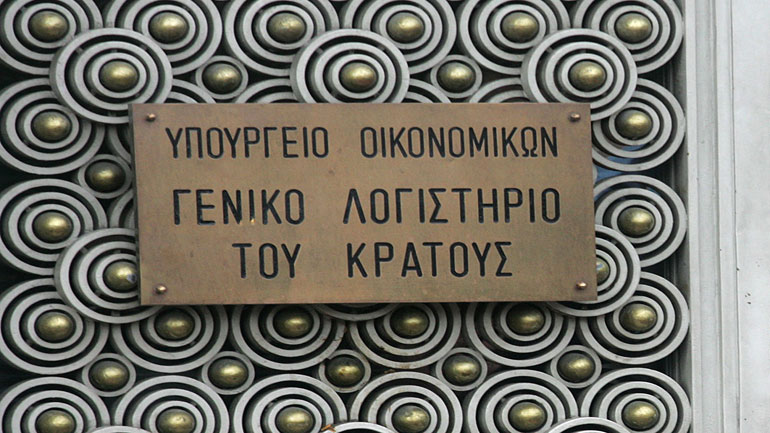 ΥΠΟΥΡΓΕΙΟ ΟΙΚΟΝΟΜΙΚΩΝ
ΓΕΝΙΚΟ ΛΟΓΙΣΤΗΡΙΟ
ΤΟΥ ΚΡΑΤΟΥΣ